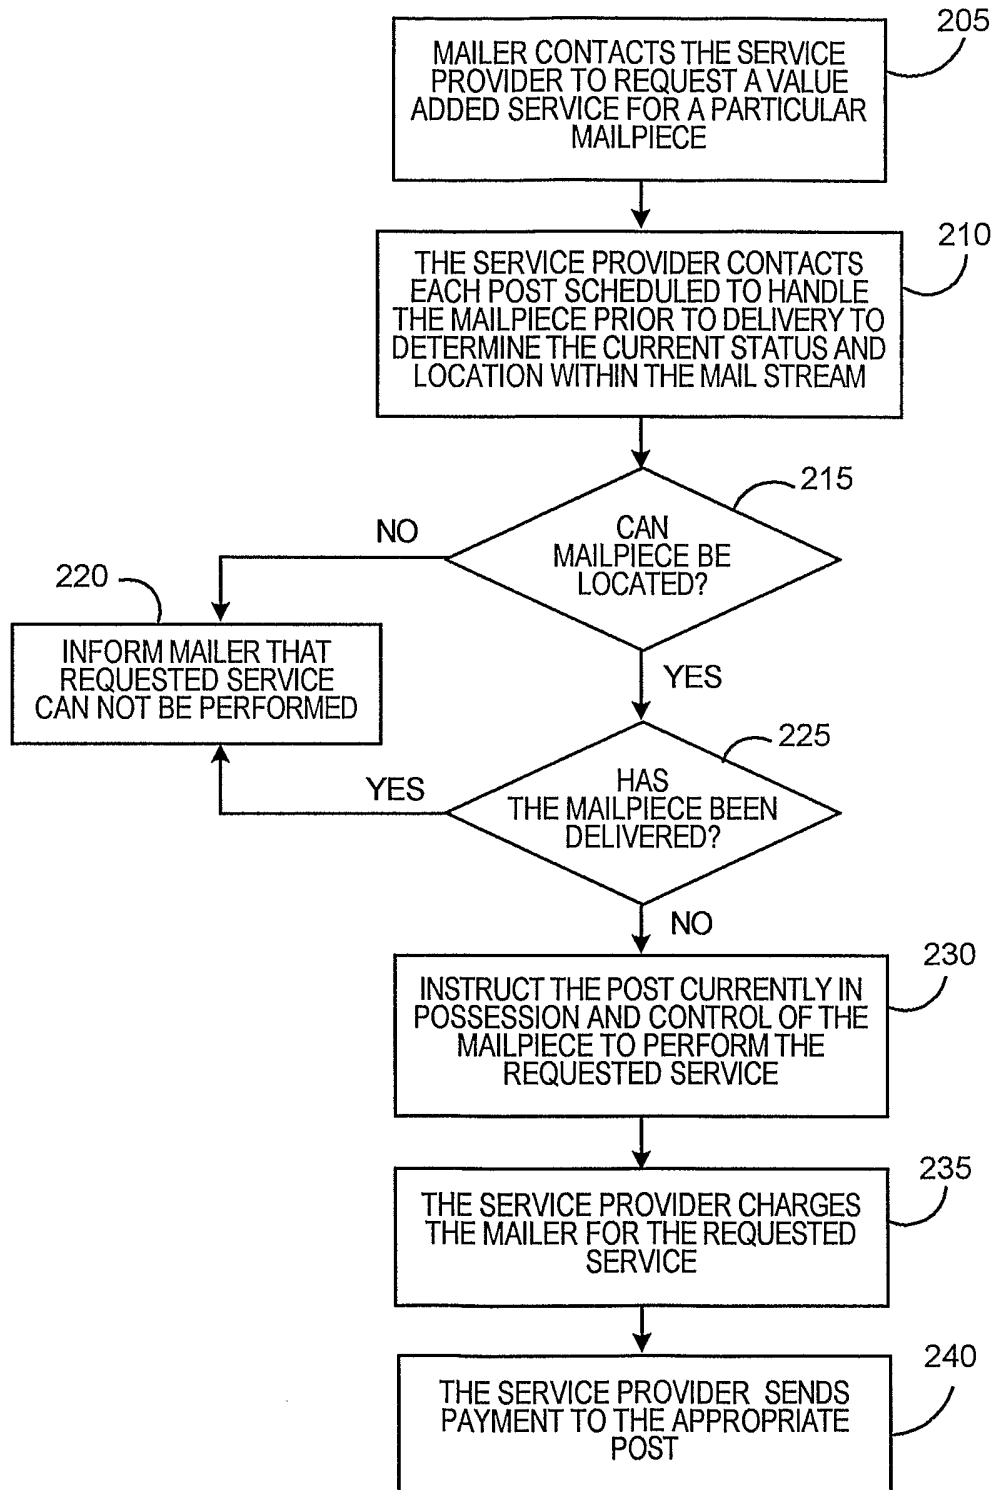 205
MAILER CONTACTS THE SERVICE
PROVIDER TO REQUEST A VALUE
ADDED SERVICE FOR A PARTICULAR
MAILPIECE
210
THE SERVICE PROVIDER CONTACTS
EACH POST SCHEDULED TO HANDLE
THE MAILPIECE PRIOR TO DELIVERY TO
DETERMINE THE CURRENT STATUS AND
LOCATION WITHIN THE MAIL STREAM
215
CAN
MAILPIECE BE
LOCATED?
NO
220
INFORM MAILER THAT
REQUESTED SERVICE
CAN NOT BE PERFORMED
YES
225
HAS
THE MAILPIECE BEEN
DELIVERED?
YES
NO
230
INSTRUCT THE POST CURRENTLY IN
POSSESSION AND CONTROL OF THE
MAILPIECE TO PERFORM THE
REQUESTED SERVICE
235
THE SERVICE PROVIDER CHARGES
THE MAILER FOR THE REQUESTED
SERVICE
240
THE SERVICE PROVIDER SENDS
PAYMENT TO THE APPROPRIATE
POST